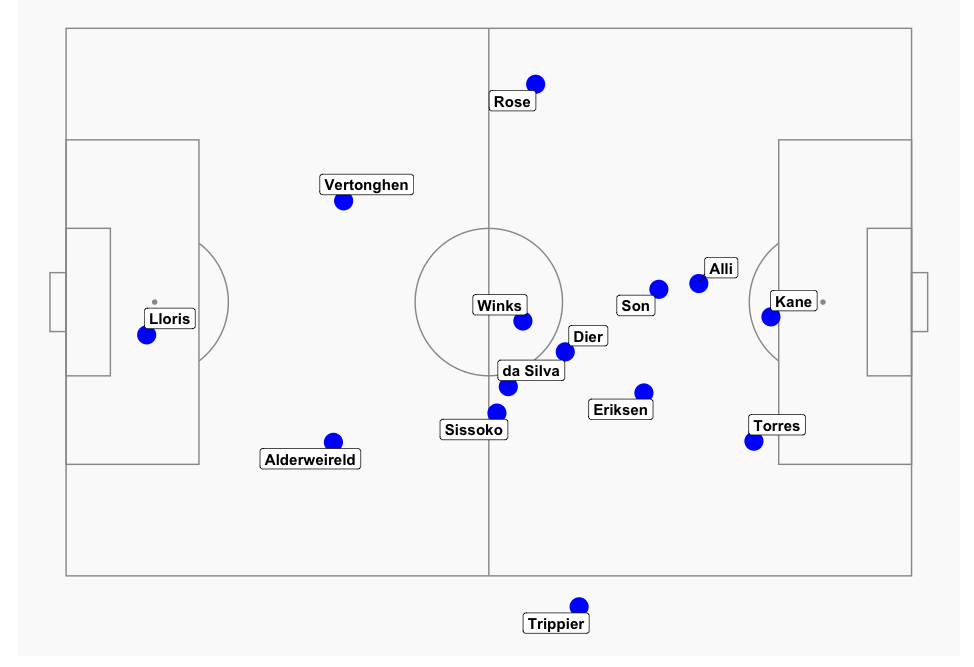 Rose
Vertonghen
Alli
Kane
Son
Winks
Lloris
Dier
da Silva
Eriksen
Torres
Sissoko
Alderweireld
Trippier